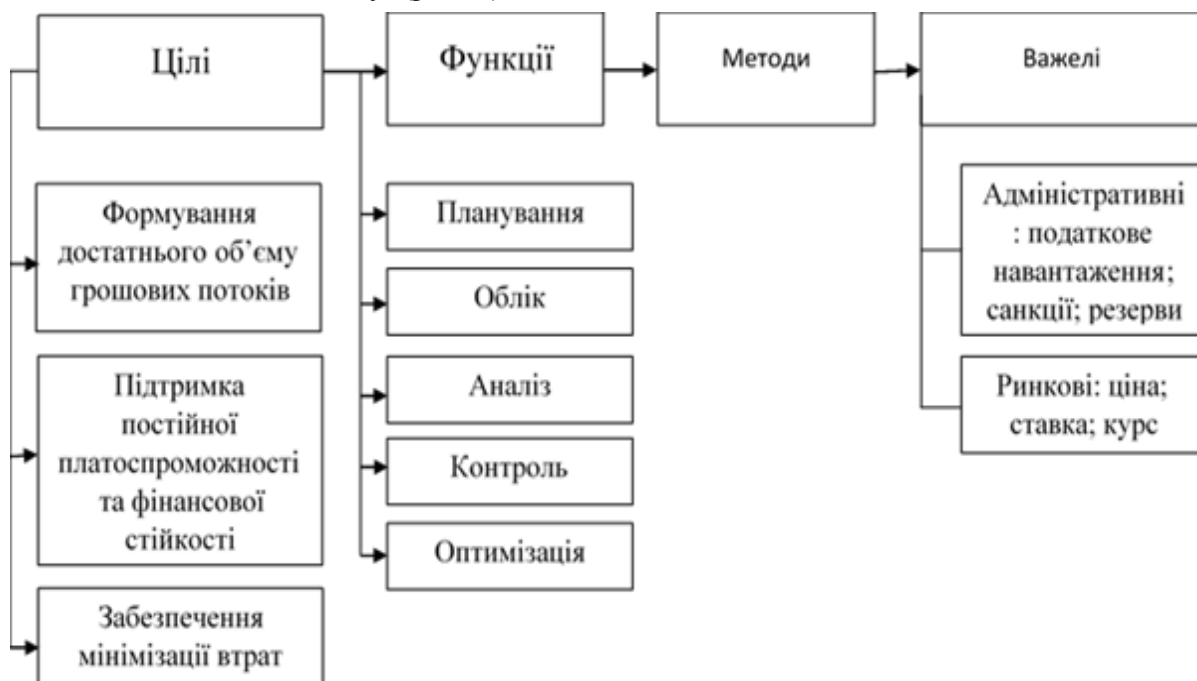 Цілі
Функції
Методи
Важелі
Формування
достатнього об’єму
грошових потоків
Підтримка
постійної
платоспроможності
та фінансової
стійкості
Забезпечення
мінімізації втрат
Планування
Облік
Аналіз
Контроль
Оптимізація
Адміністративні
: податкове
навантаження;
санкції; резерви
Ринкові: ціна;
ставка; курс